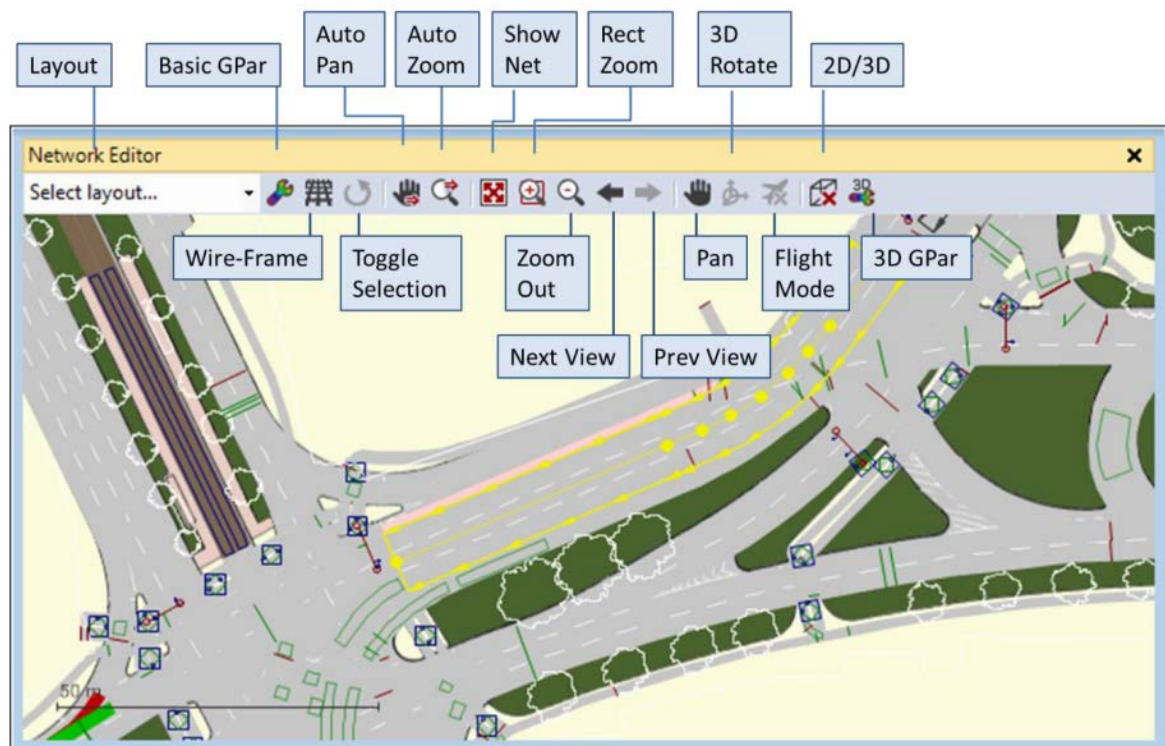 Layout
Basic GPar
Auto
Pan
Auto
Zoom
Show
Net
Rect
Zoom
3D
Rotate
2D/3D
Network Editor
Select layout...
3D
Wire-Frame
Toggle
Selection
Zoom
Out
Pan
Flight
Mode
3D GPar
Next View
Prev View
50 m